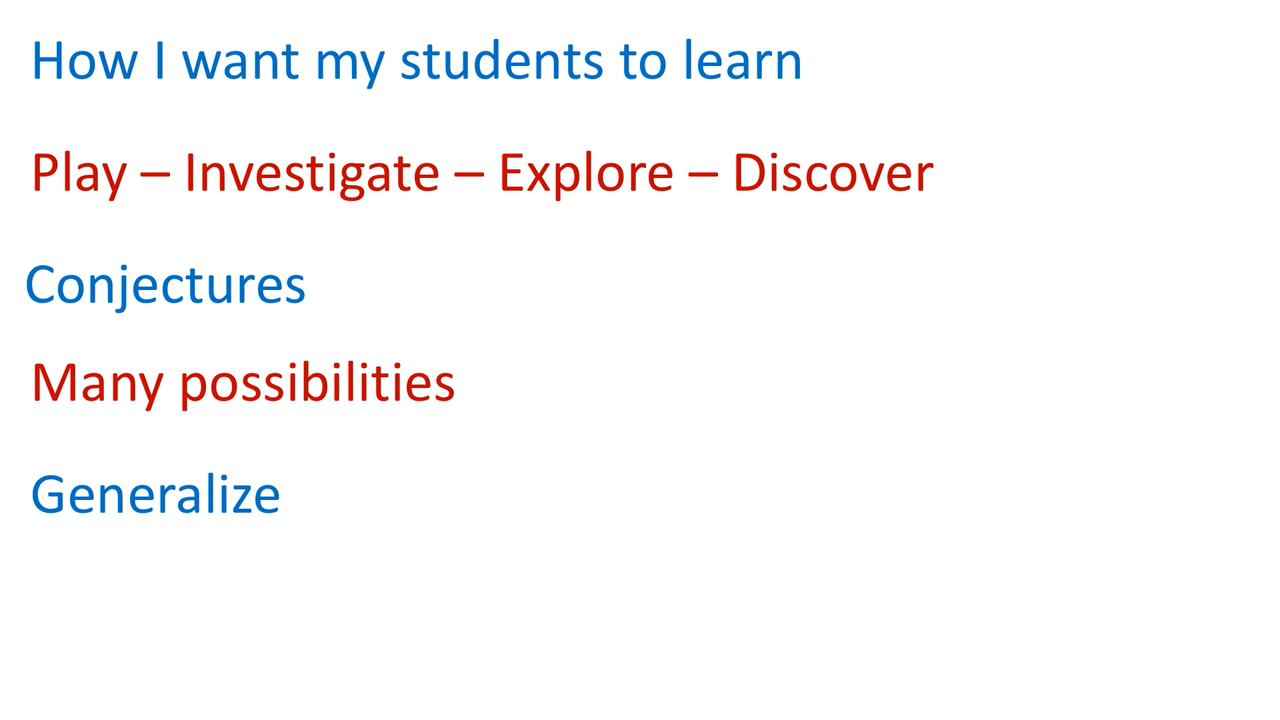 How I want my students to learn
Play – Investigate – Explore – Discover
Conjectures
Many possibilities
Generalize